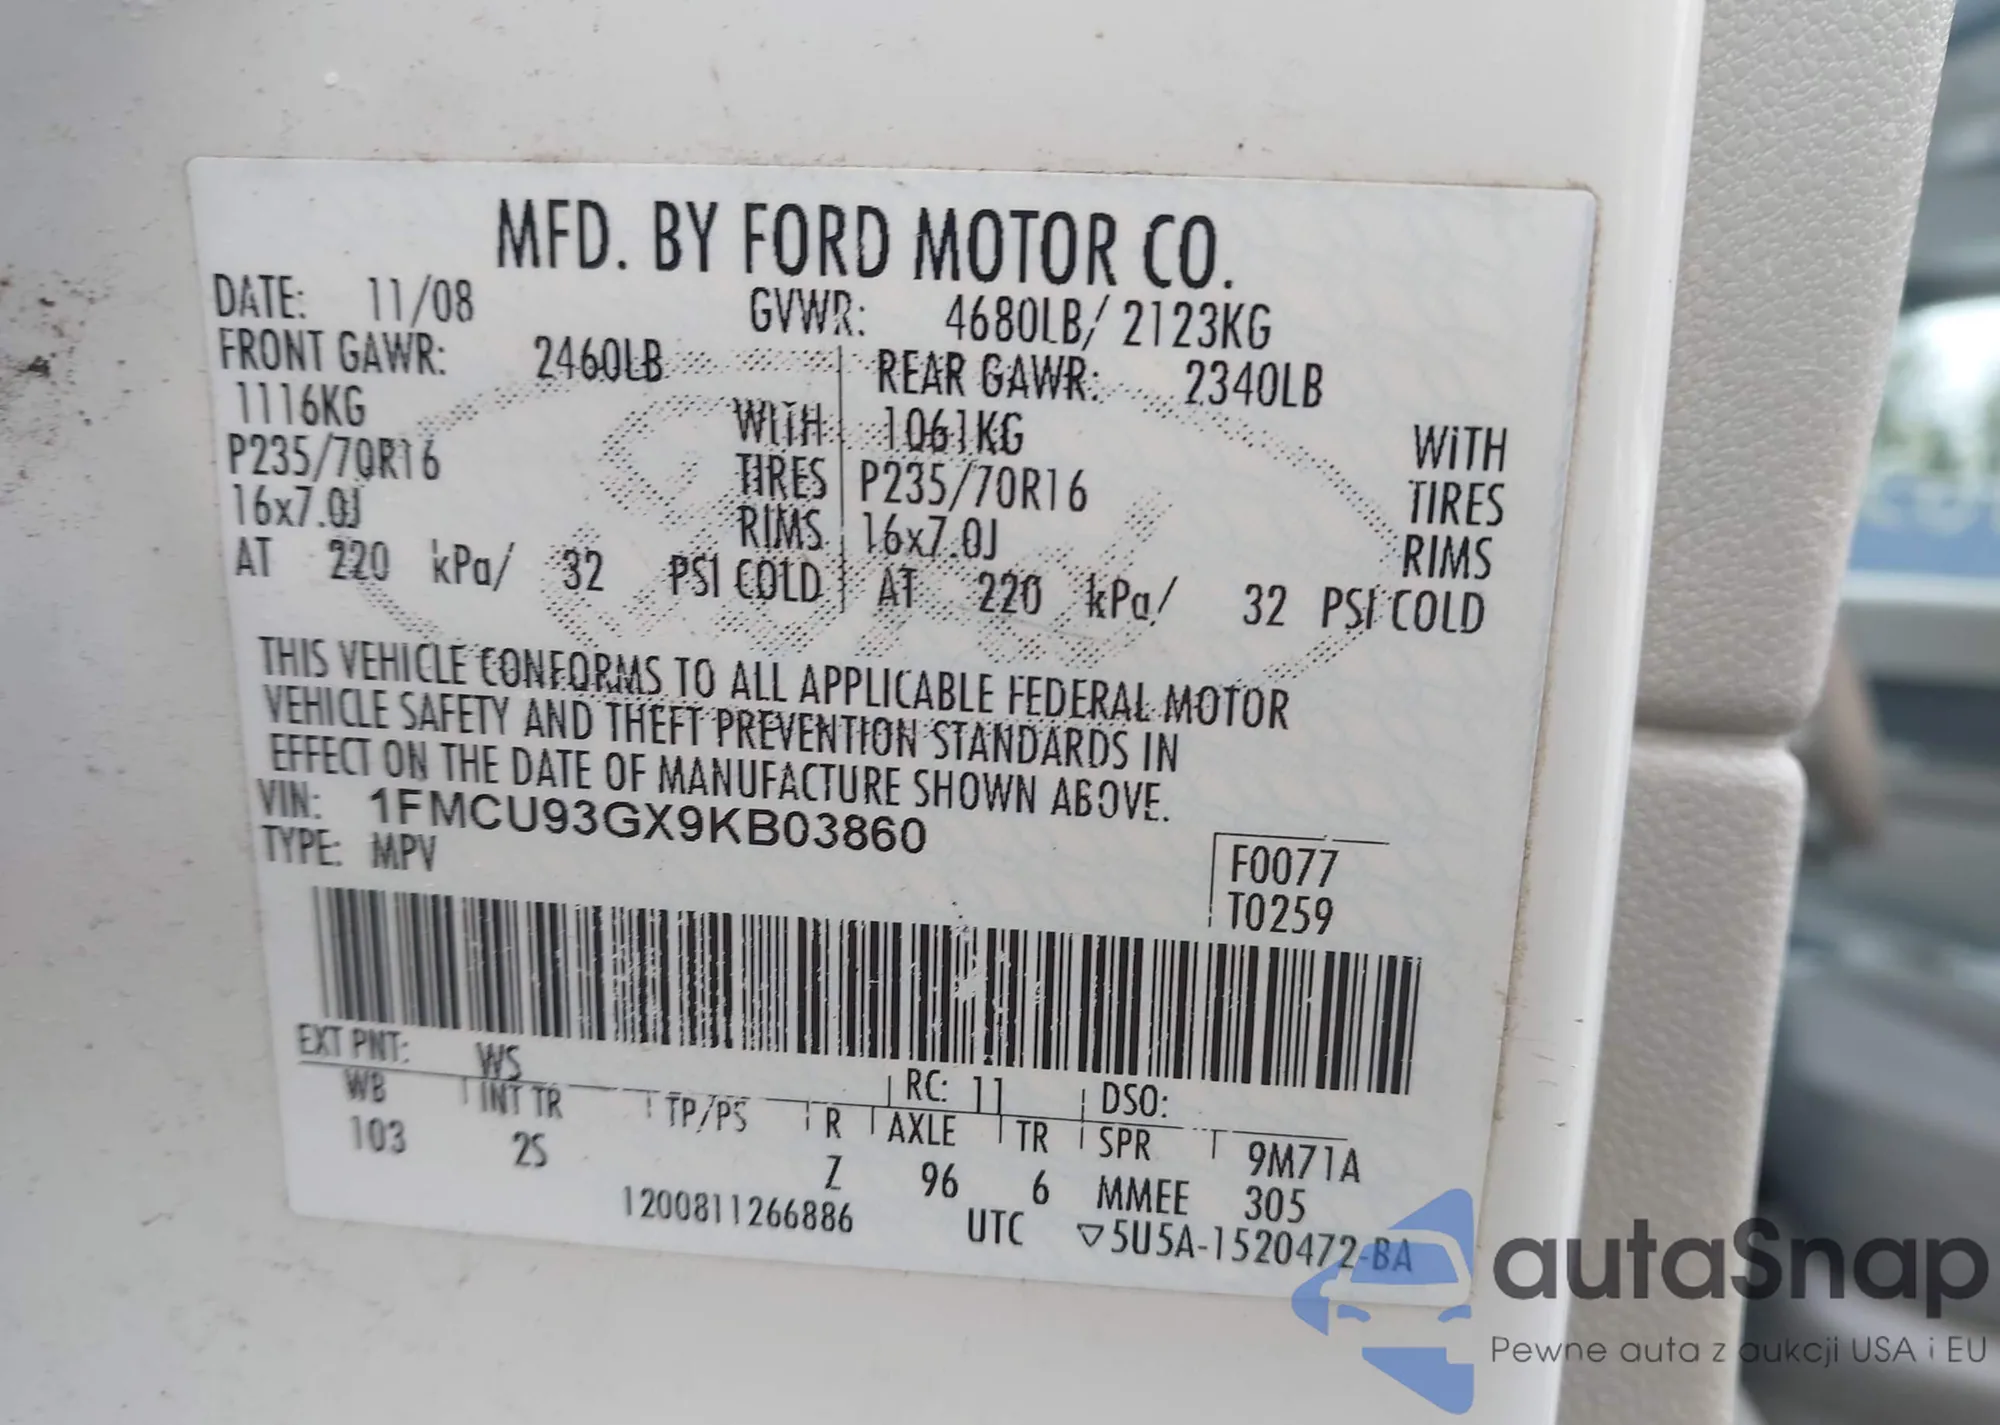 MFD. BY FORD MOTOR CO.
DATE: 11/08 GVWR: 4680LB/ 2123KG
FRONT GAWR: 2460LB REAR GAWR: 2340LB
1116KG WITH 1061KG WITH
P235/70R16 TIRES P235/70R16 TIRES
16x7.0J RIMS 16x7.0J RIMS
AT 220 kPa/ 32 PSI COLD AT 220 kPa/ 32 PSI COLD
THIS VEHICLE CONFORMS TO ALL APPLICABLE FEDERAL MOTOR
VEHICLE SAFETY AND THEFT PREVENTION STANDARDS IN
EFFECT ON THE DATE OF MANUFACTURE SHOWN ABOVE.
VIN: 1FMCU93GX9KB03860
TYPE: MPV
F0077
T0259
EXT PNT: WS RC: 11 DSO:
WB INT TR TP/PS R AXLE TR SPR 9M71A
103 2S Z 96 6 MMEE 305
1200811266886 UTC ▽5U5A-1520472-BA
autaSnap
Pewne auta z aukcji USA i EU